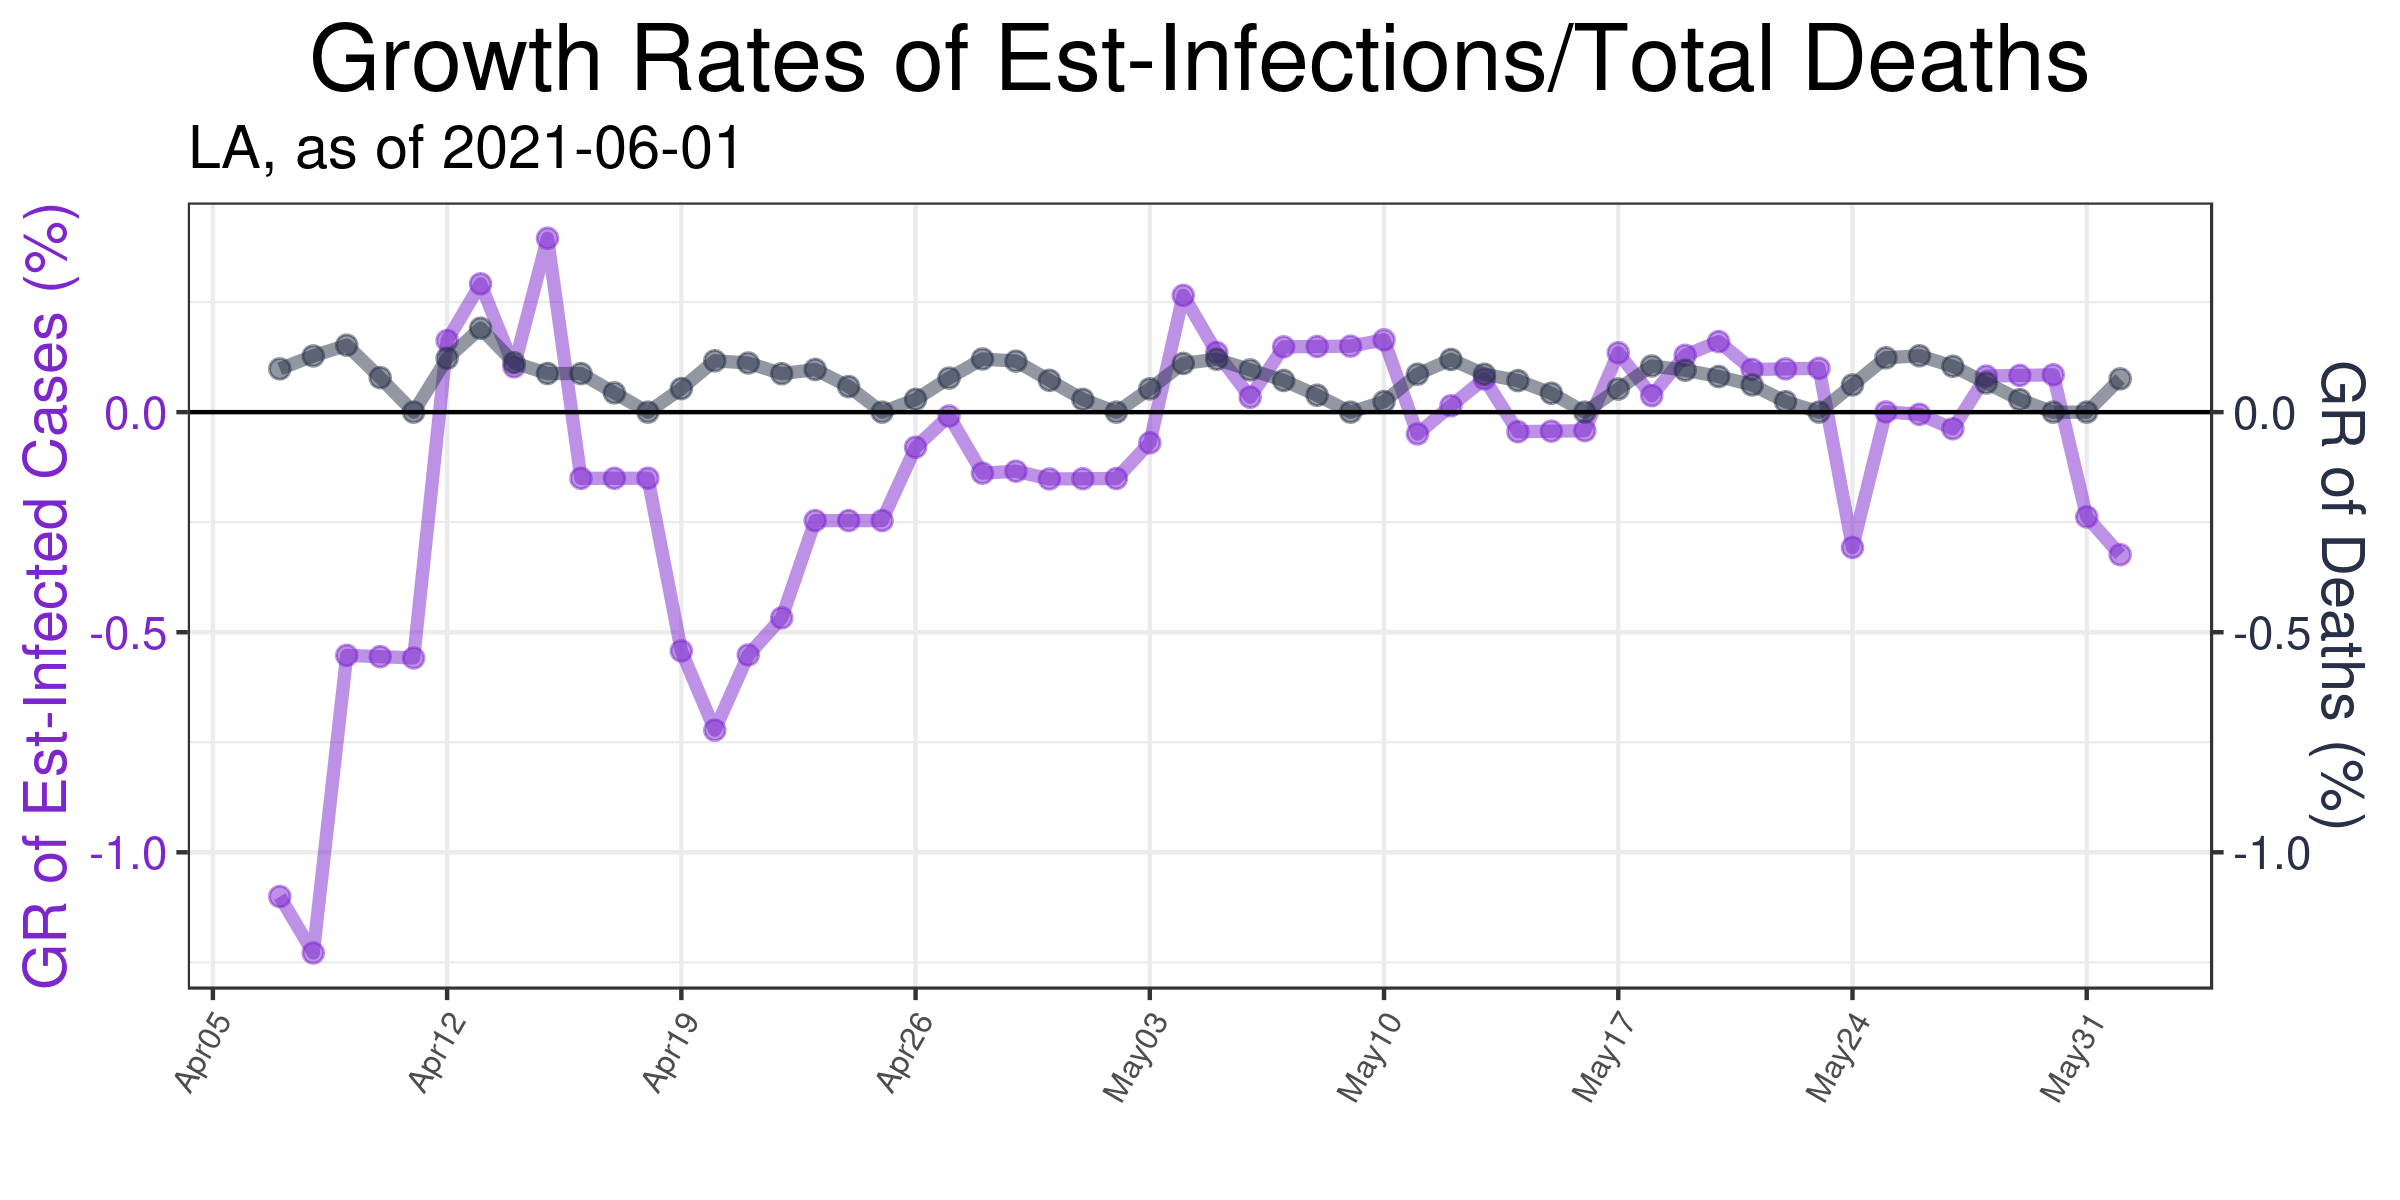 Growth Rates of Est-Infections/Total Deaths
LA, as of 2021-06-01
GR of Est-Infected Cases (%)
0.0
-0.5
-1.0
0.0
-0.5
-1.0
GR of Deaths (%)
Apr05
Apr12
Apr19
Apr26
May03
May10
May17
May24
May31